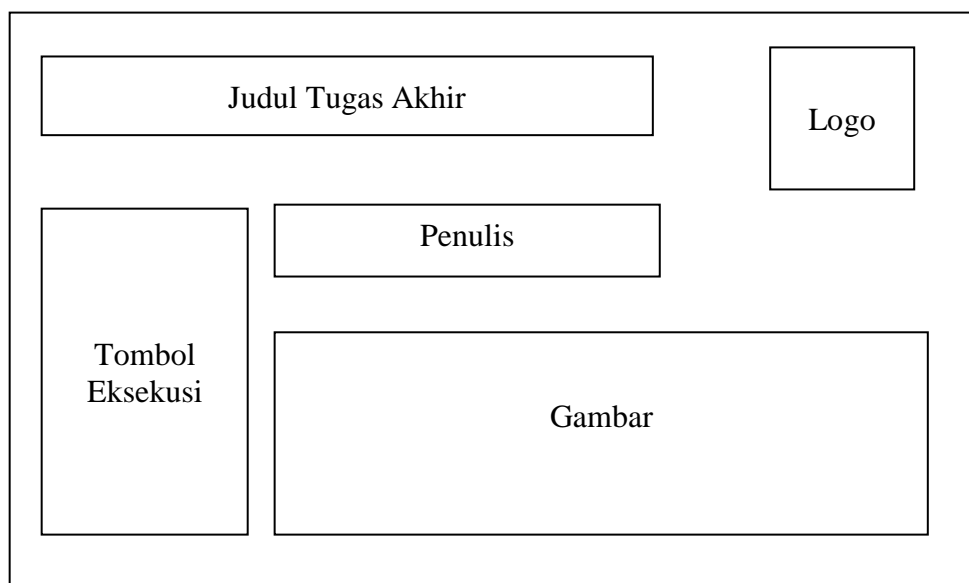 Judul Tugas Akhir
Logo
Penulis
Tombol
Eksekusi
Gambar